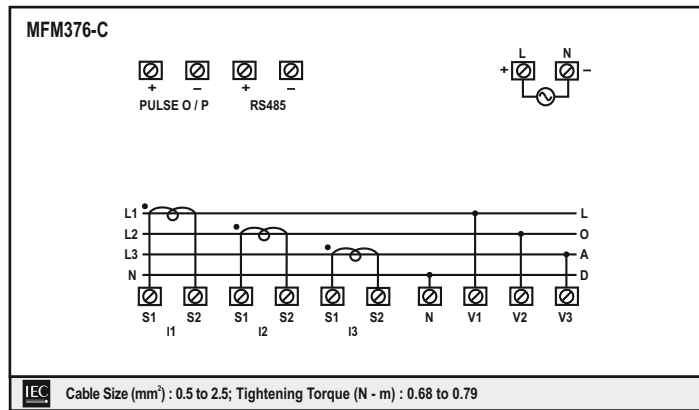 MFM376-C
L N
+ –
+ – + –
PULSE O / P RS485
L1 L
L2 O
L3 A
N D
S1 S2 S1 S2 S1 S2 N V1 V2 V3
I1 I2 I3
IEC Cable Size (mm²) : 0.5 to 2.5; Tightening Torque (N - m) : 0.68 to 0.79